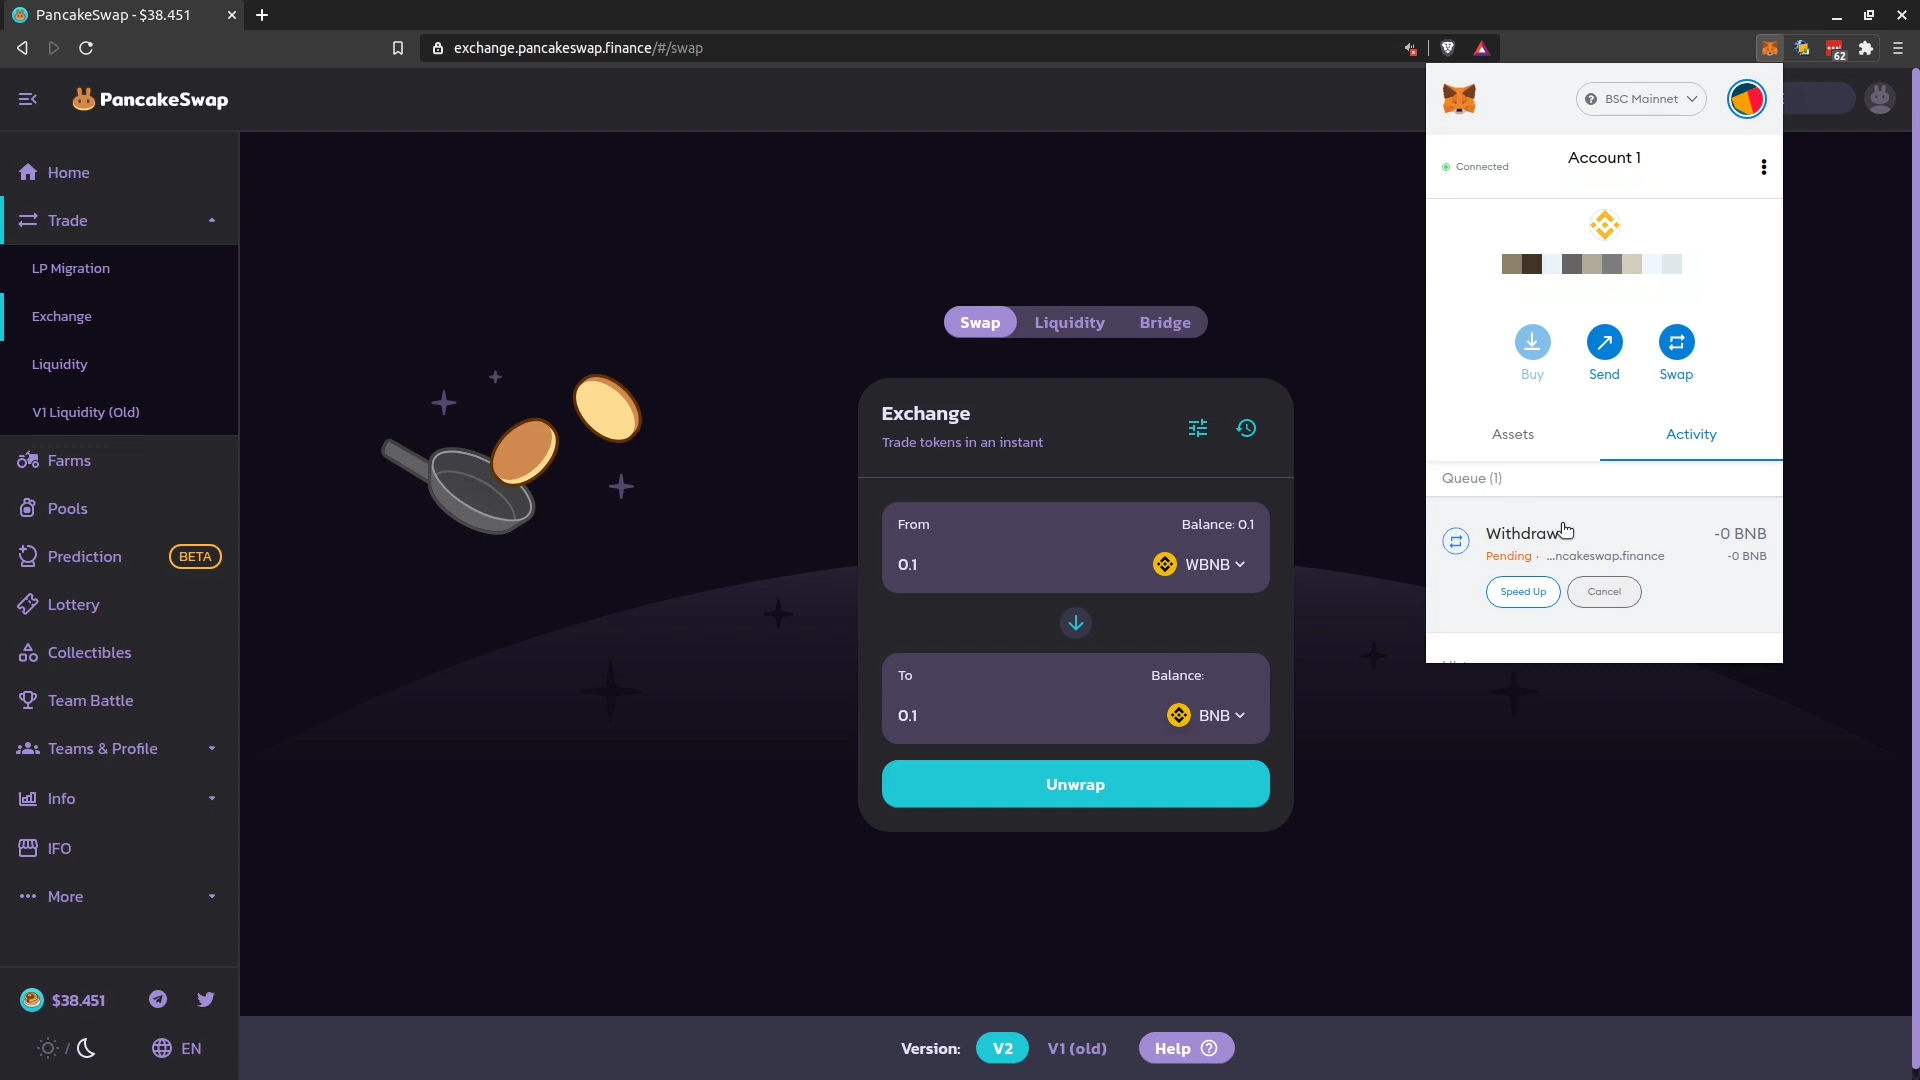 PancakeSwap - $38.451
exchange.pancakeswap.finance/#/swap
62
PancakeSwap
Home
Trade
LP Migration
Exchange
Liquidity
V1 Liquidity (Old)
Farms
Pools
Prediction BETA
Lottery
Collectibles
Team Battle
Teams & Profile
Info
IFO
More
$38.451
/ EN
Swap Liquidity Bridge
Exchange
Trade tokens in an instant
From Balance: 0.1
0.1 WBNB
To Balance:
0.1 BNB
Unwrap
Version: V2 V1 (old) Help ?
? BSC Mainnet
Connected
Account 1
Buy Send Swap
Assets Activity
Queue (1)
Withdraw -0 BNB
Pending · ...ncakeswap.finance -0 BNB
Speed Up Cancel